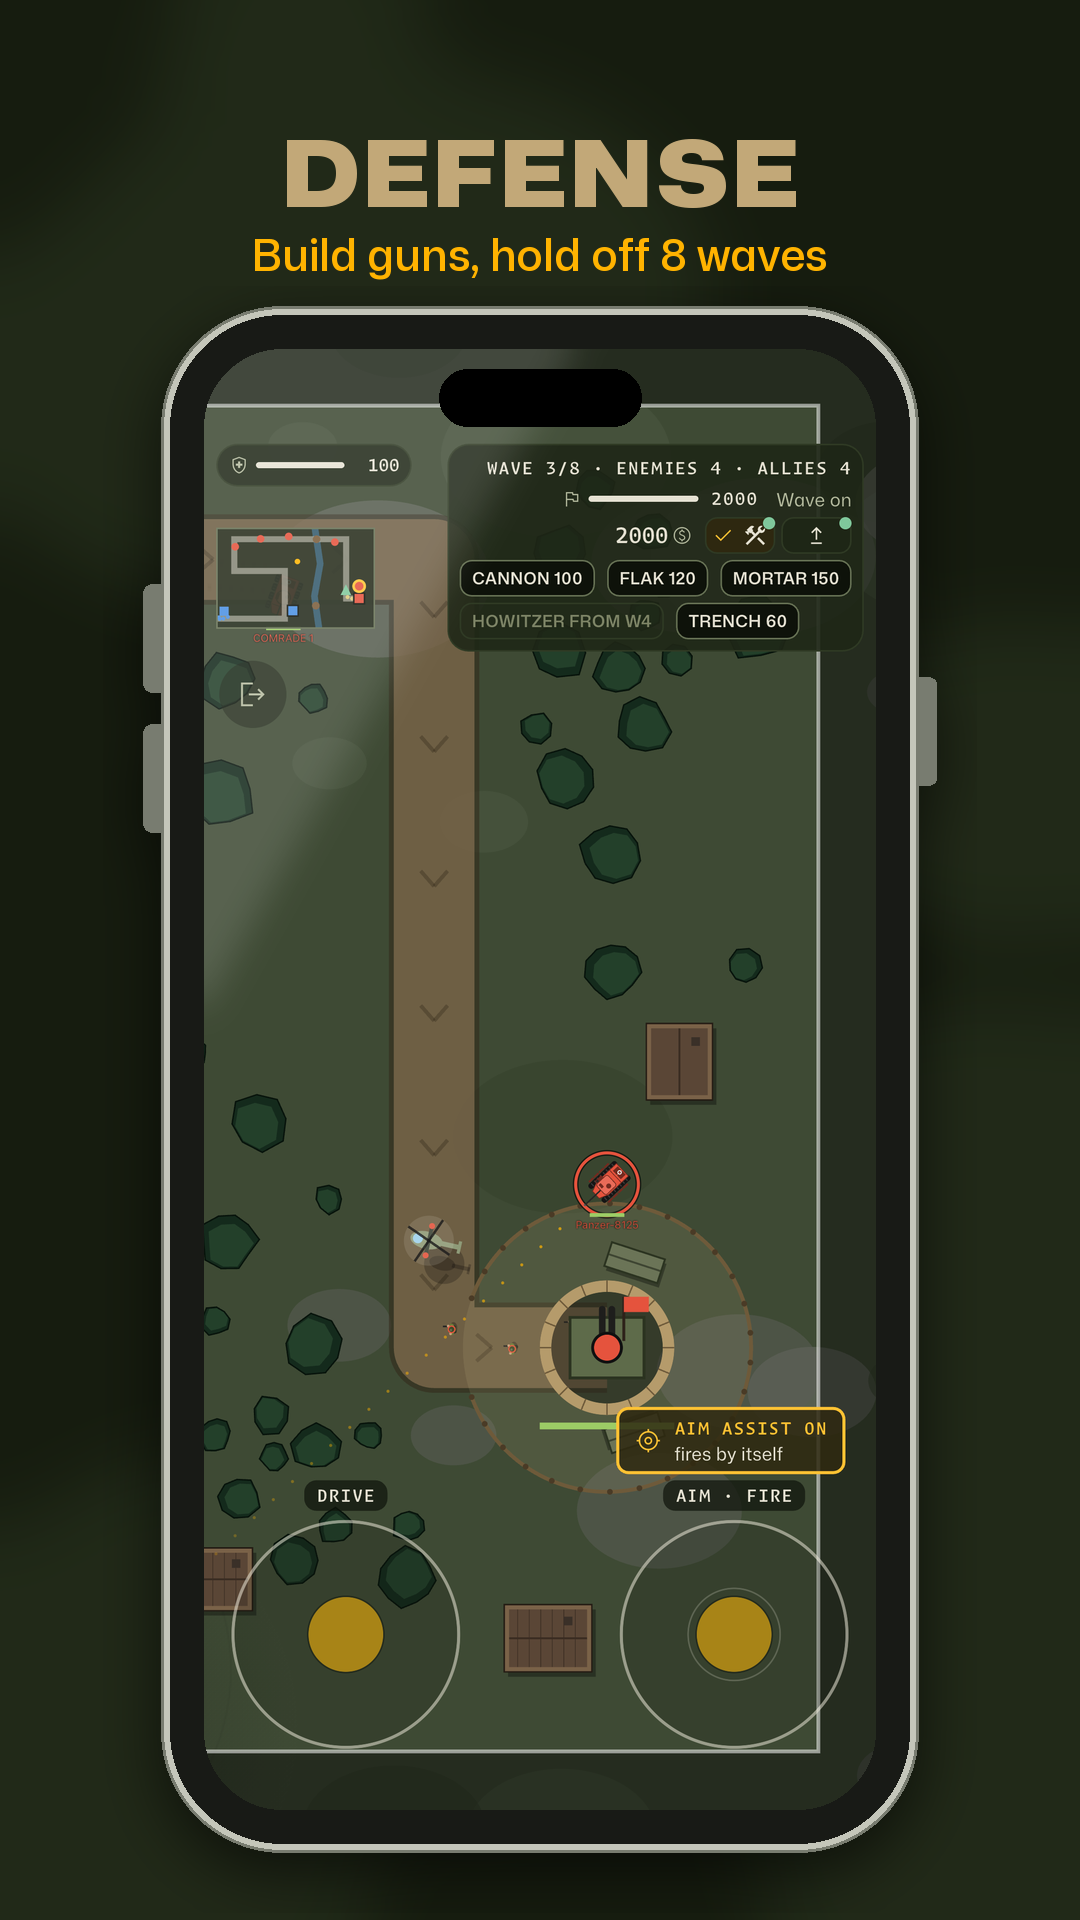 DEFENSE
Build guns, hold off 8 waves
100
WAVE 3/8 · ENEMIES 4 · ALLIES 4
2000 Wave on
2000
CANNON 100 FLAK 120 MORTAR 150
HOWITZER FROM W4 TRENCH 60
COMRADE
Panzer
AIM ASSIST ON
fires by itself
DRIVE
AIM · FIRE